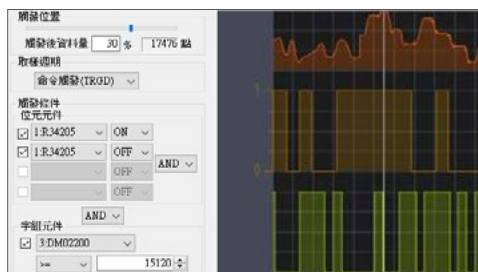 觸發位置
觸發後資料量 30 % 17476 點
取樣週期
命令觸發(TRGD)
觸發條件
位元元件
1:R34205 ON
1:R34205 OFF
OFF AND
OFF
AND
字組元件
3:DM02200
>= 15120
1
0